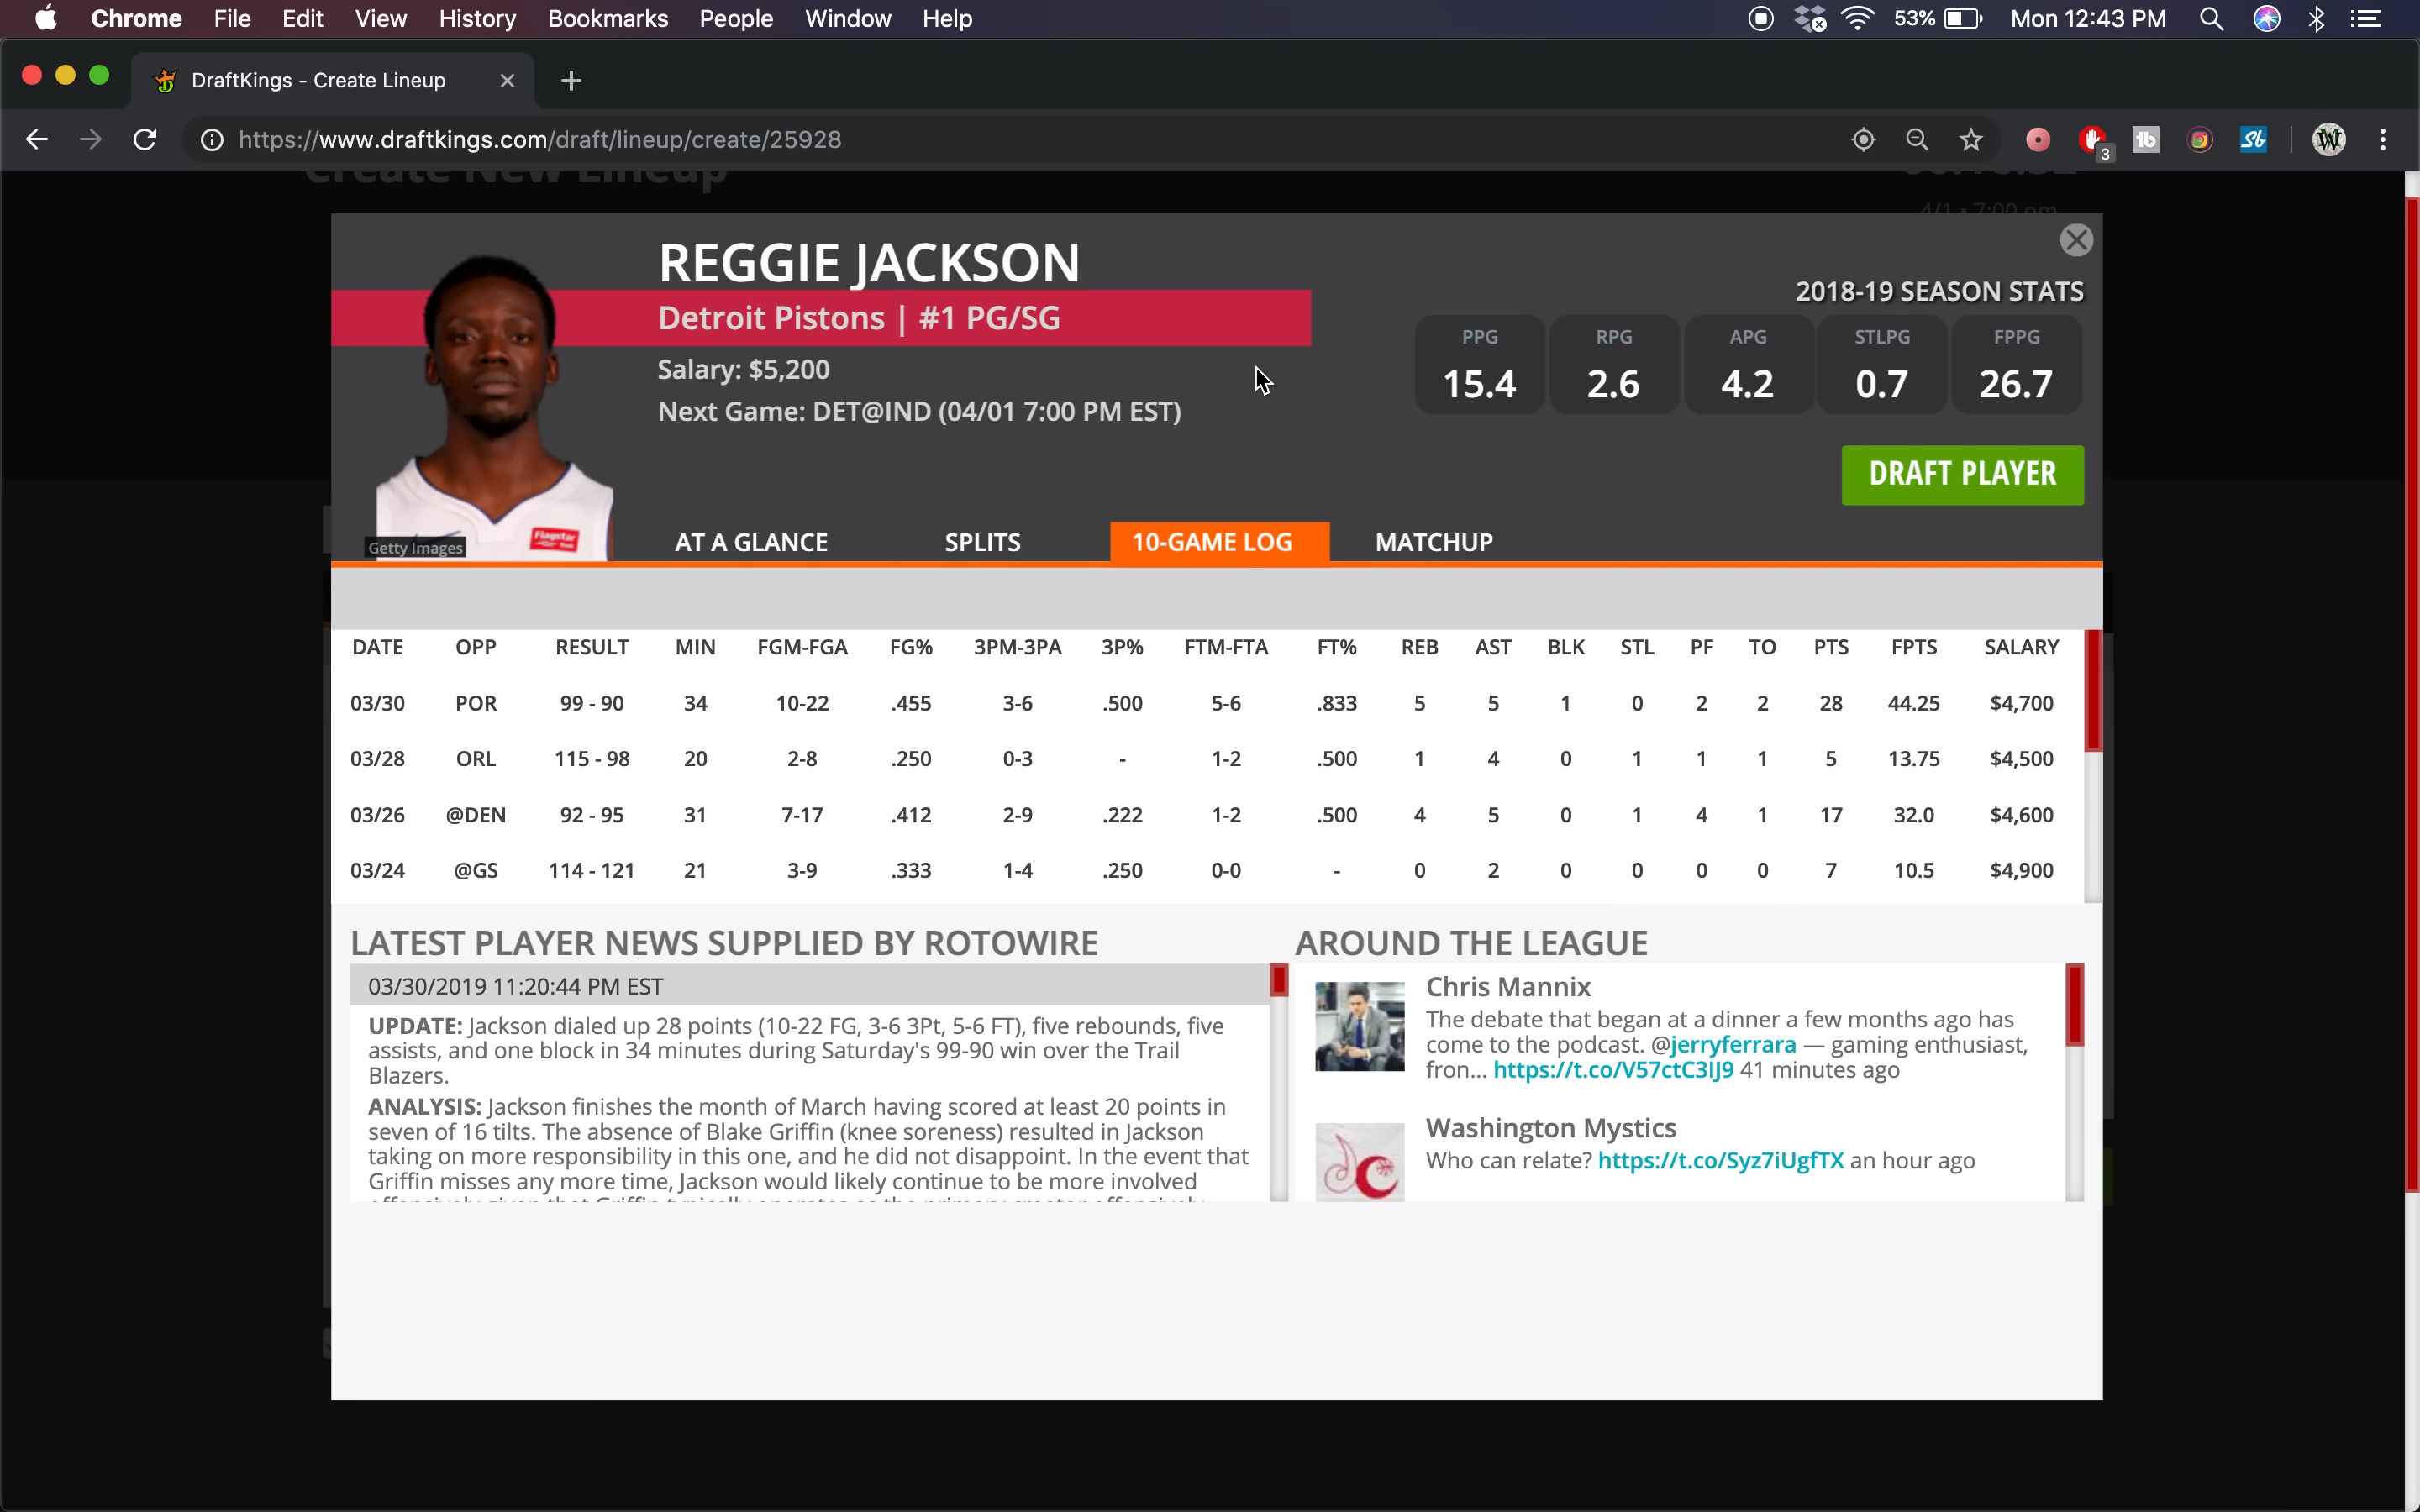 Chrome File Edit View History Bookmarks People Window Help 53% Mon 12:43 PM
DraftKings - Create Lineup
https://www.draftkings.com/draft/lineup/create/25928 3
Create New Lineup
4/1 • 7:00 pm
REGGIE JACKSON
Detroit Pistons | #1 PG/SG
Salary: $5,200
Next Game: DET@IND (04/01 7:00 PM EST)
2018-19 SEASON STATS
PPG RPG APG STLPG FPPG
15.4 2.6 4.2 0.7 26.7
DRAFT PLAYER
Flagstar
Getty Images
AT A GLANCE SPLITS 10-GAME LOG MATCHUP
DATE OPP RESULT MIN FGM-FGA FG% 3PM-3PA 3P% FTM-FTA FT% REB AST BLK STL PF TO PTS FPTS SALARY
03/30 POR 99 - 90 34 10-22 .455 3-6 .500 5-6 .833 5 5 1 0 2 2 28 44.25 $4,700
03/28 ORL 115 - 98 20 2-8 .250 0-3 - 1-2 .500 1 4 0 1 1 1 5 13.75 $4,500
03/26 @DEN 92 - 95 31 7-17 .412 2-9 .222 1-2 .500 4 5 0 1 4 1 17 32.0 $4,600
03/24 @GS 114 - 121 21 3-9 .333 1-4 .250 0-0 - 0 2 0 0 0 0 7 10.5 $4,900
LATEST PLAYER NEWS SUPPLIED BY ROTOWIRE
03/30/2019 11:20:44 PM EST
UPDATE: Jackson dialed up 28 points (10-22 FG, 3-6 3Pt, 5-6 FT), five rebounds, five
assists, and one block in 34 minutes during Saturday's 99-90 win over the Trail
Blazers.
ANALYSIS: Jackson finishes the month of March having scored at least 20 points in
seven of 16 tilts. The absence of Blake Griffin (knee soreness) resulted in Jackson
taking on more responsibility in this one, and he did not disappoint. In the event that
Griffin misses any more time, Jackson would likely continue to be more involved
AROUND THE LEAGUE
Chris Mannix
The debate that began at a dinner a few months ago has
come to the podcast. @jerryferrara — gaming enthusiast,
fron... https://t.co/V57ctC3IJ9 41 minutes ago
Washington Mystics
Who can relate? https://t.co/Syz7iUgfTX an hour ago